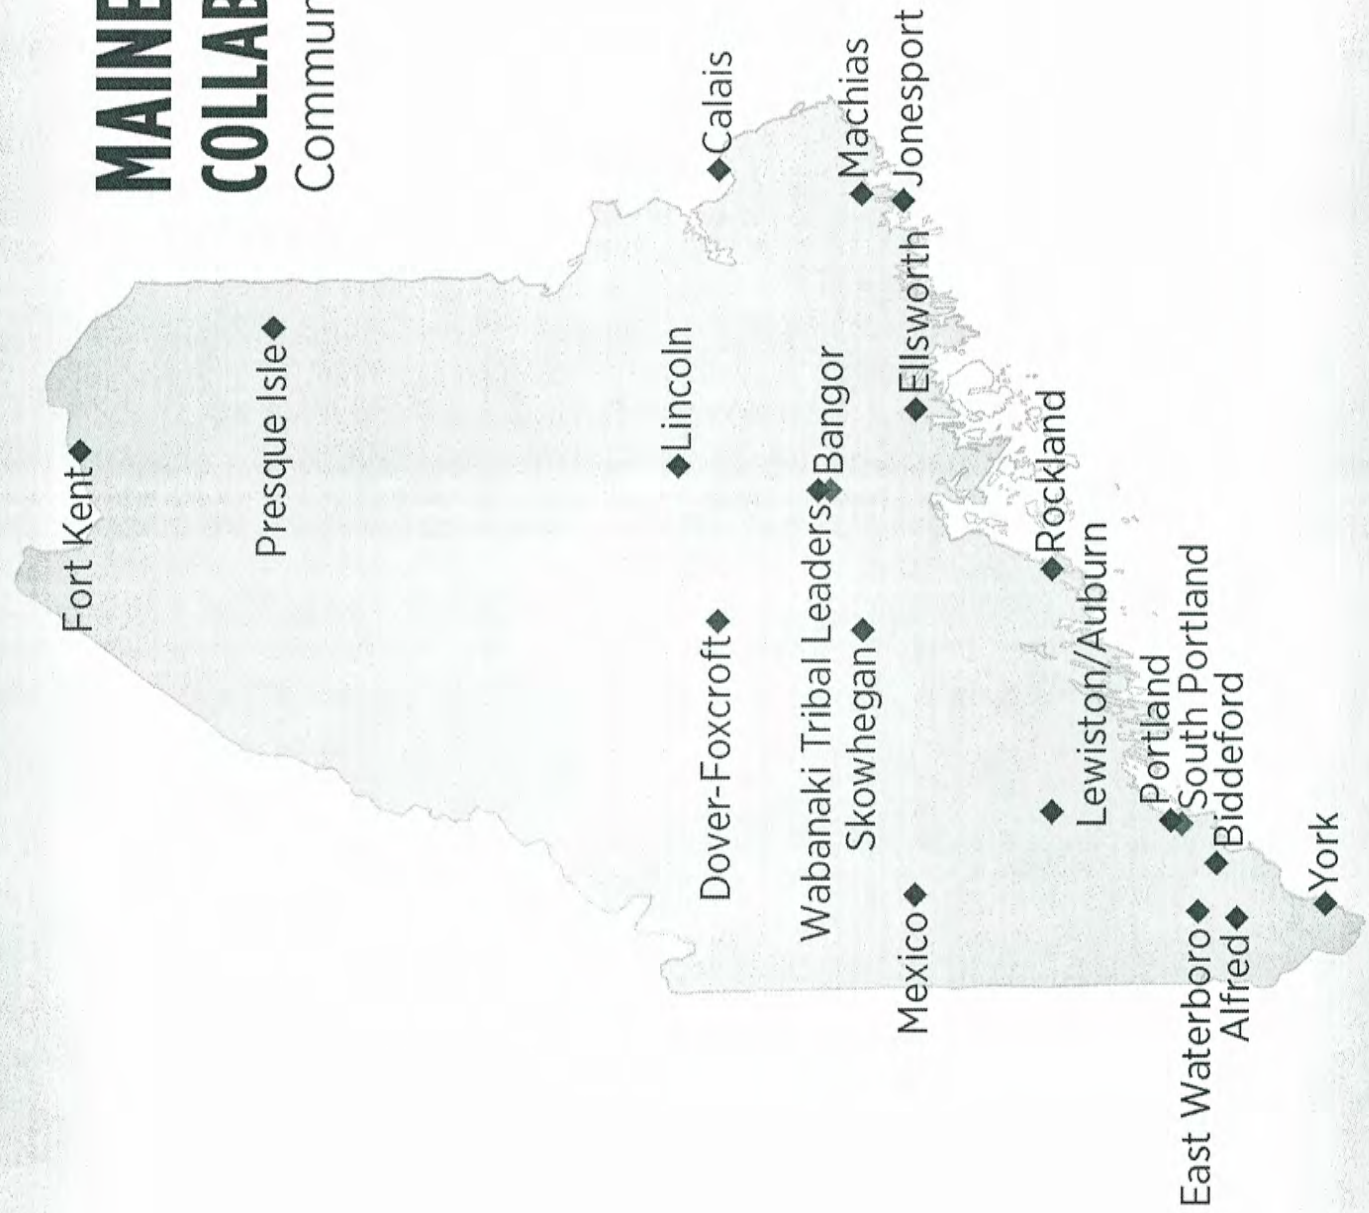 MAINE
COLLAB
Commun
Fort Kent
Presque Isle
Lincoln
Calais
Dover-Foxcroft
Wabanaki Tribal Leaders
Bangor
Skowhegan
Machias
Jonesport
Mexico
Ellsworth
Rockland
Lewiston/Auburn
Portland
South Portland
East Waterboro
Biddeford
Alfred
York